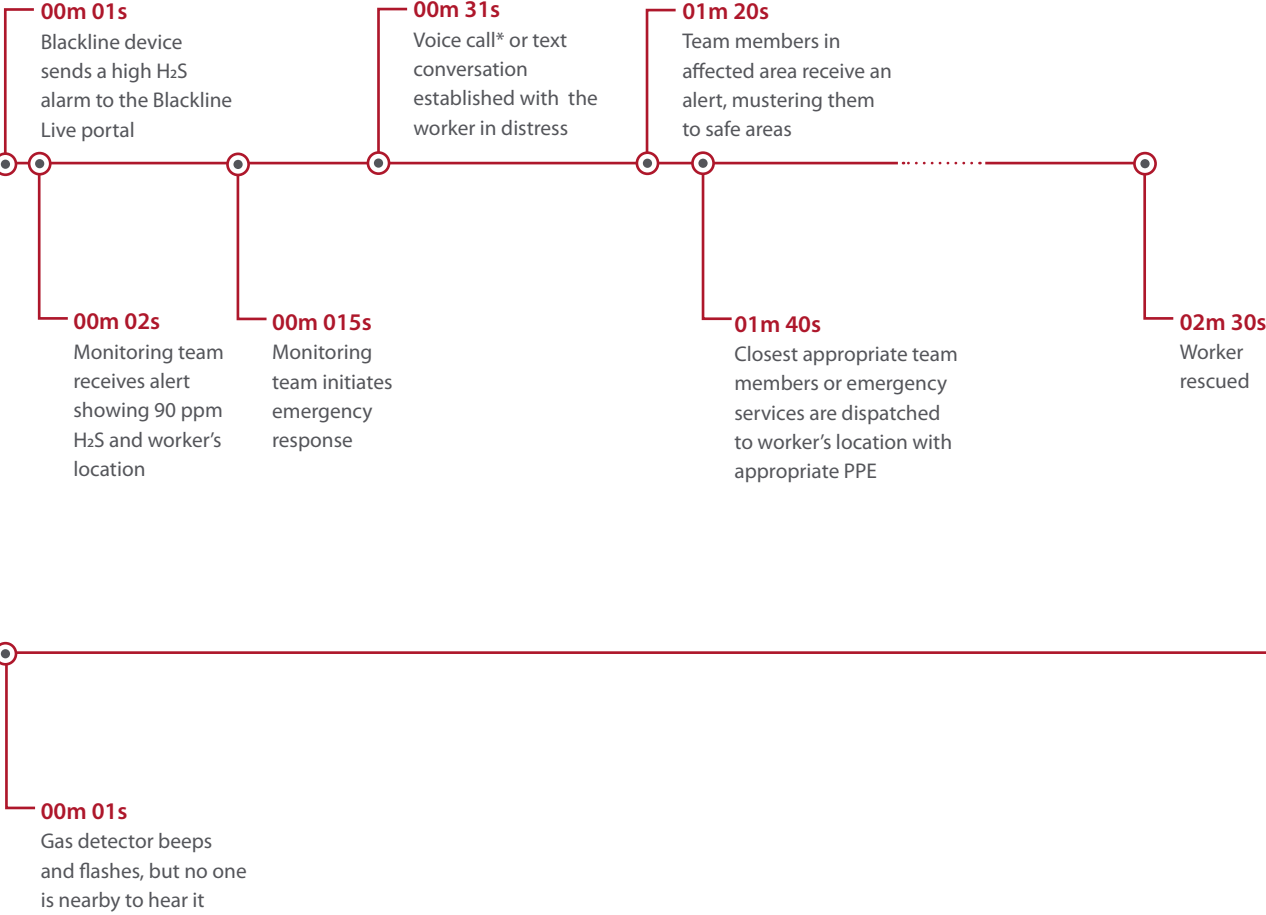 00m 01s
Blackline device
sends a high H₂S
alarm to the Blackline
Live portal
00m 31s
Voice call* or text
conversation
established with the
worker in distress
01m 20s
Team members in
affected area receive an
alert, mustering them
to safe areas
00m 02s
Monitoring team
receives alert
showing 90 ppm
H₂S and worker's
location
00m 015s
Monitoring
team initiates
emergency
response
01m 40s
Closest appropriate team
members or emergency
services are dispatched
to worker's location with
appropriate PPE
02m 30s
Worker
rescued
00m 01s
Gas detector beeps
and flashes, but no one
is nearby to hear it